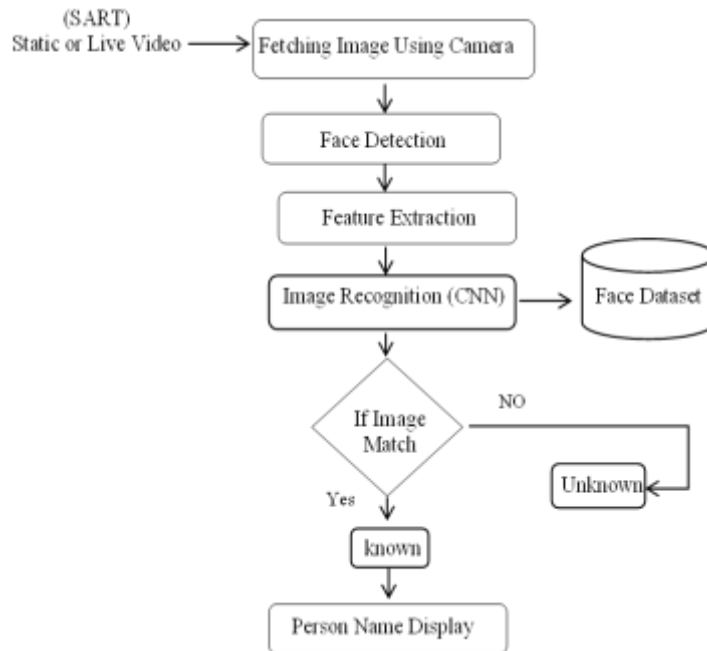 (SART)
Static or Live Video
Fetching Image Using Camera
Face Detection
Feature Extraction
Image Recognition (CNN)
Face Dataset
If Image
Match
NO
Unknown
Yes
known
Person Name Display